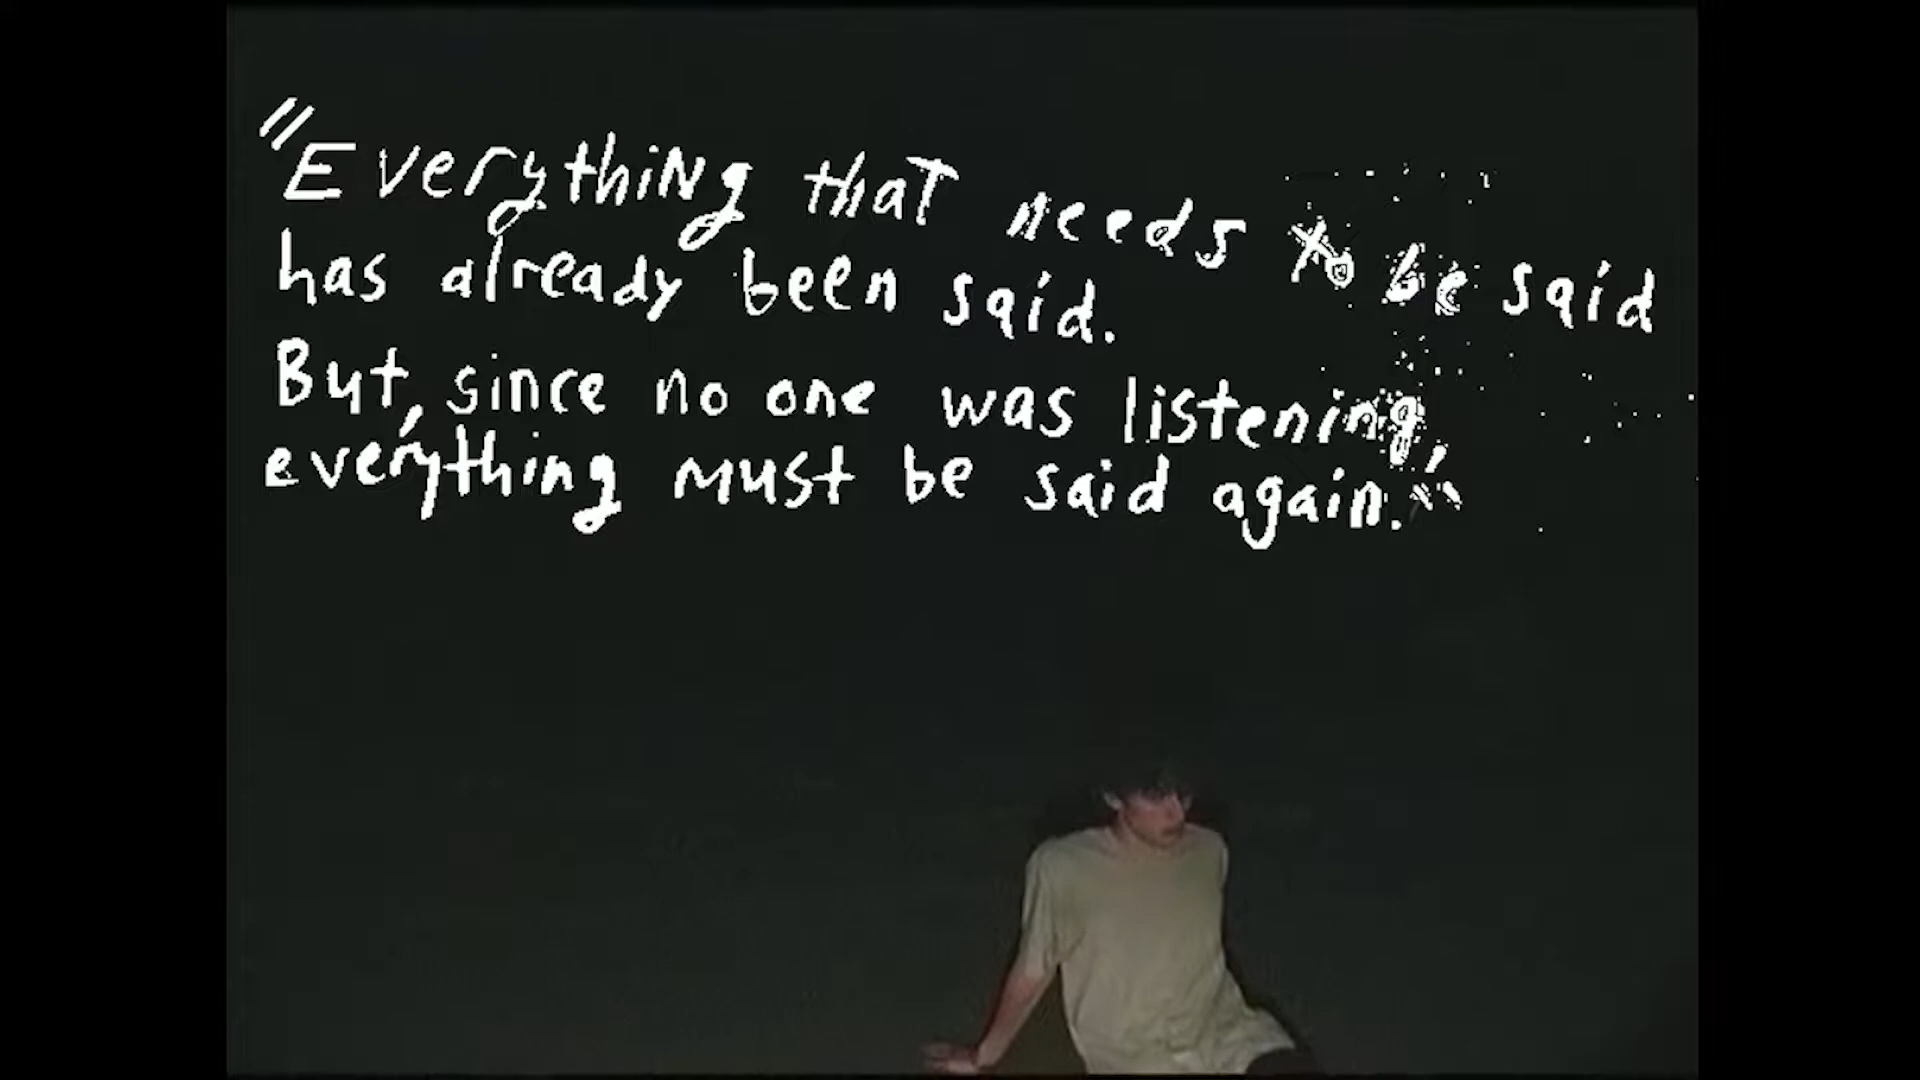 "Everything that needs to be said
has already been said.
But, since no one was listening,
everything must be said again."